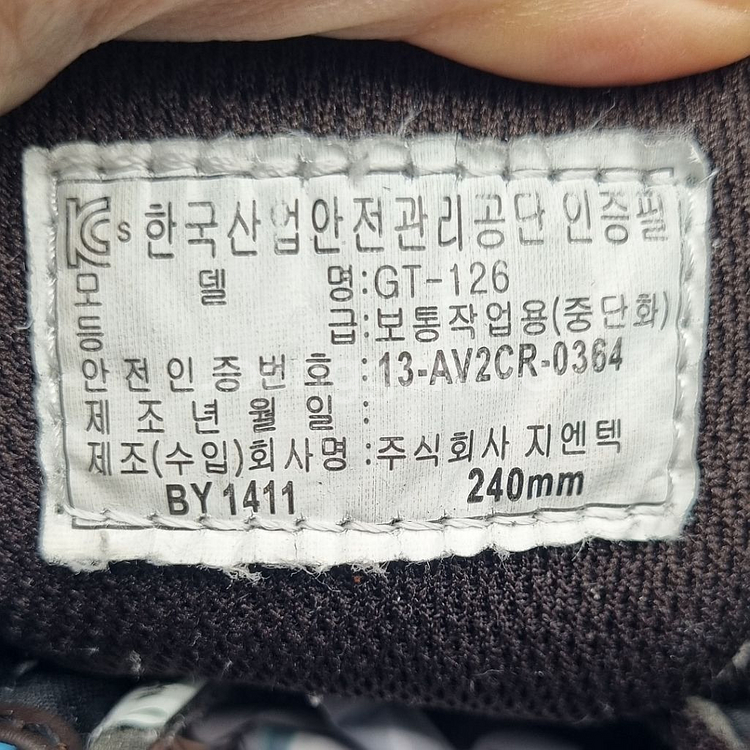 KCs 한국산업안전관리공단 인증필
모 델 명:GT-126
등 급:보통작업용(중단화)
안 전 인 증 번 호 :13-AV2CR-0364
제 조 년 월 일 :
제조(수입)회사명 :주식회사 지엔텍
BY 1411 240mm